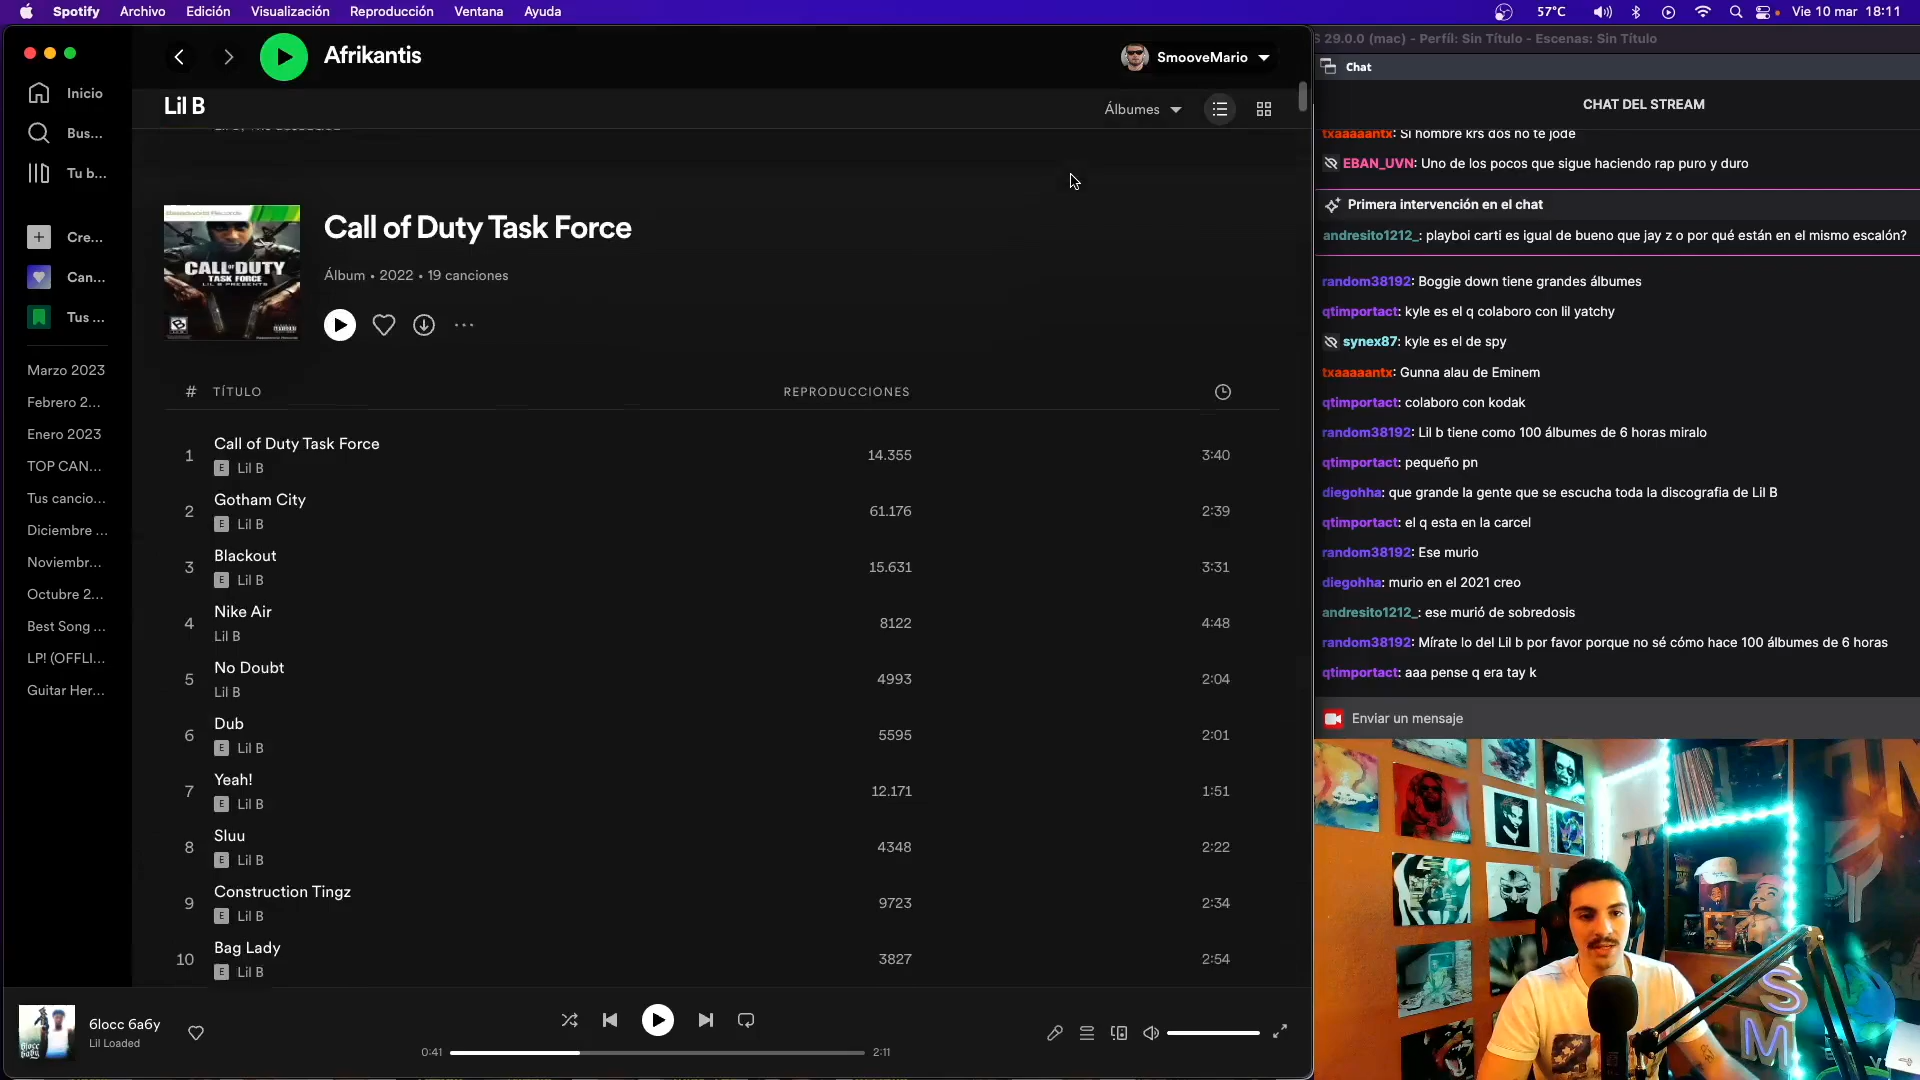 Spotify Archivo Edición Visualización Reproducción Ventana Ayuda
57°C Vie 10 mar 18:11
29.0.0 (mac) - Perfil: Sin Título - Escenas: Sin Título
Afrikantis
SmooveMario
Lil B
Álbumes
Inicio
Bus...
Tu b...
Cre...
Can...
Tus ...
Marzo 2023
Febrero 2...
Enero 2023
TOP CAN...
Tus cancio...
Diciembre ...
Noviembr...
Octubre 2...
Best Song ...
LP! (OFFLI...
Guitar Her...
CALL OF DUTY
TASK FORCE
LIL B PRESENTS
Call of Duty Task Force
Álbum • 2022 • 19 canciones
# TÍTULO REPRODUCCIONES
1 Call of Duty Task Force 14.355 3:40
E Lil B
2 Gotham City 61.176 2:39
E Lil B
3 Blackout 15.631 3:31
E Lil B
4 Nike Air 8122 4:48
Lil B
5 No Doubt 4993 2:04
Lil B
6 Dub 5595 2:01
E Lil B
7 Yeah! 12.171 1:51
E Lil B
8 Sluu 4348 2:22
E Lil B
9 Construction Tingz 9723 2:34
E Lil B
10 Bag Lady 3827 2:54
E Lil B
6locc 6a6y
Lil Loaded
0:41 2:11
Chat
CHAT DEL STREAM
txaaaaantx: Si hombre krs dos no te jode
EBAN_UVN: Uno de los pocos que sigue haciendo rap puro y duro
Primera intervención en el chat
andresito1212_: playboi carti es igual de bueno que jay z o por qué están en el mismo escalón?
random38192: Boggie down tiene grandes álbumes
qtimportact: kyle es el q colaboro con lil yatchy
synex87: kyle es el de spy
txaaaaantx: Gunna alau de Eminem
qtimportact: colaboro con kodak
random38192: Lil b tiene como 100 álbumes de 6 horas miralo
qtimportact: pequeño pn
diegohha: que grande la gente que se escucha toda la discografia de Lil B
qtimportact: el q esta en la carcel
random38192: Ese murio
diegohha: murio en el 2021 creo
andresito1212_: ese murió de sobredosis
random38192: Mírate lo del Lil b por favor porque no sé cómo hace 100 álbumes de 6 horas
qtimportact: aaa pense q era tay k
Enviar un mensaje
SM